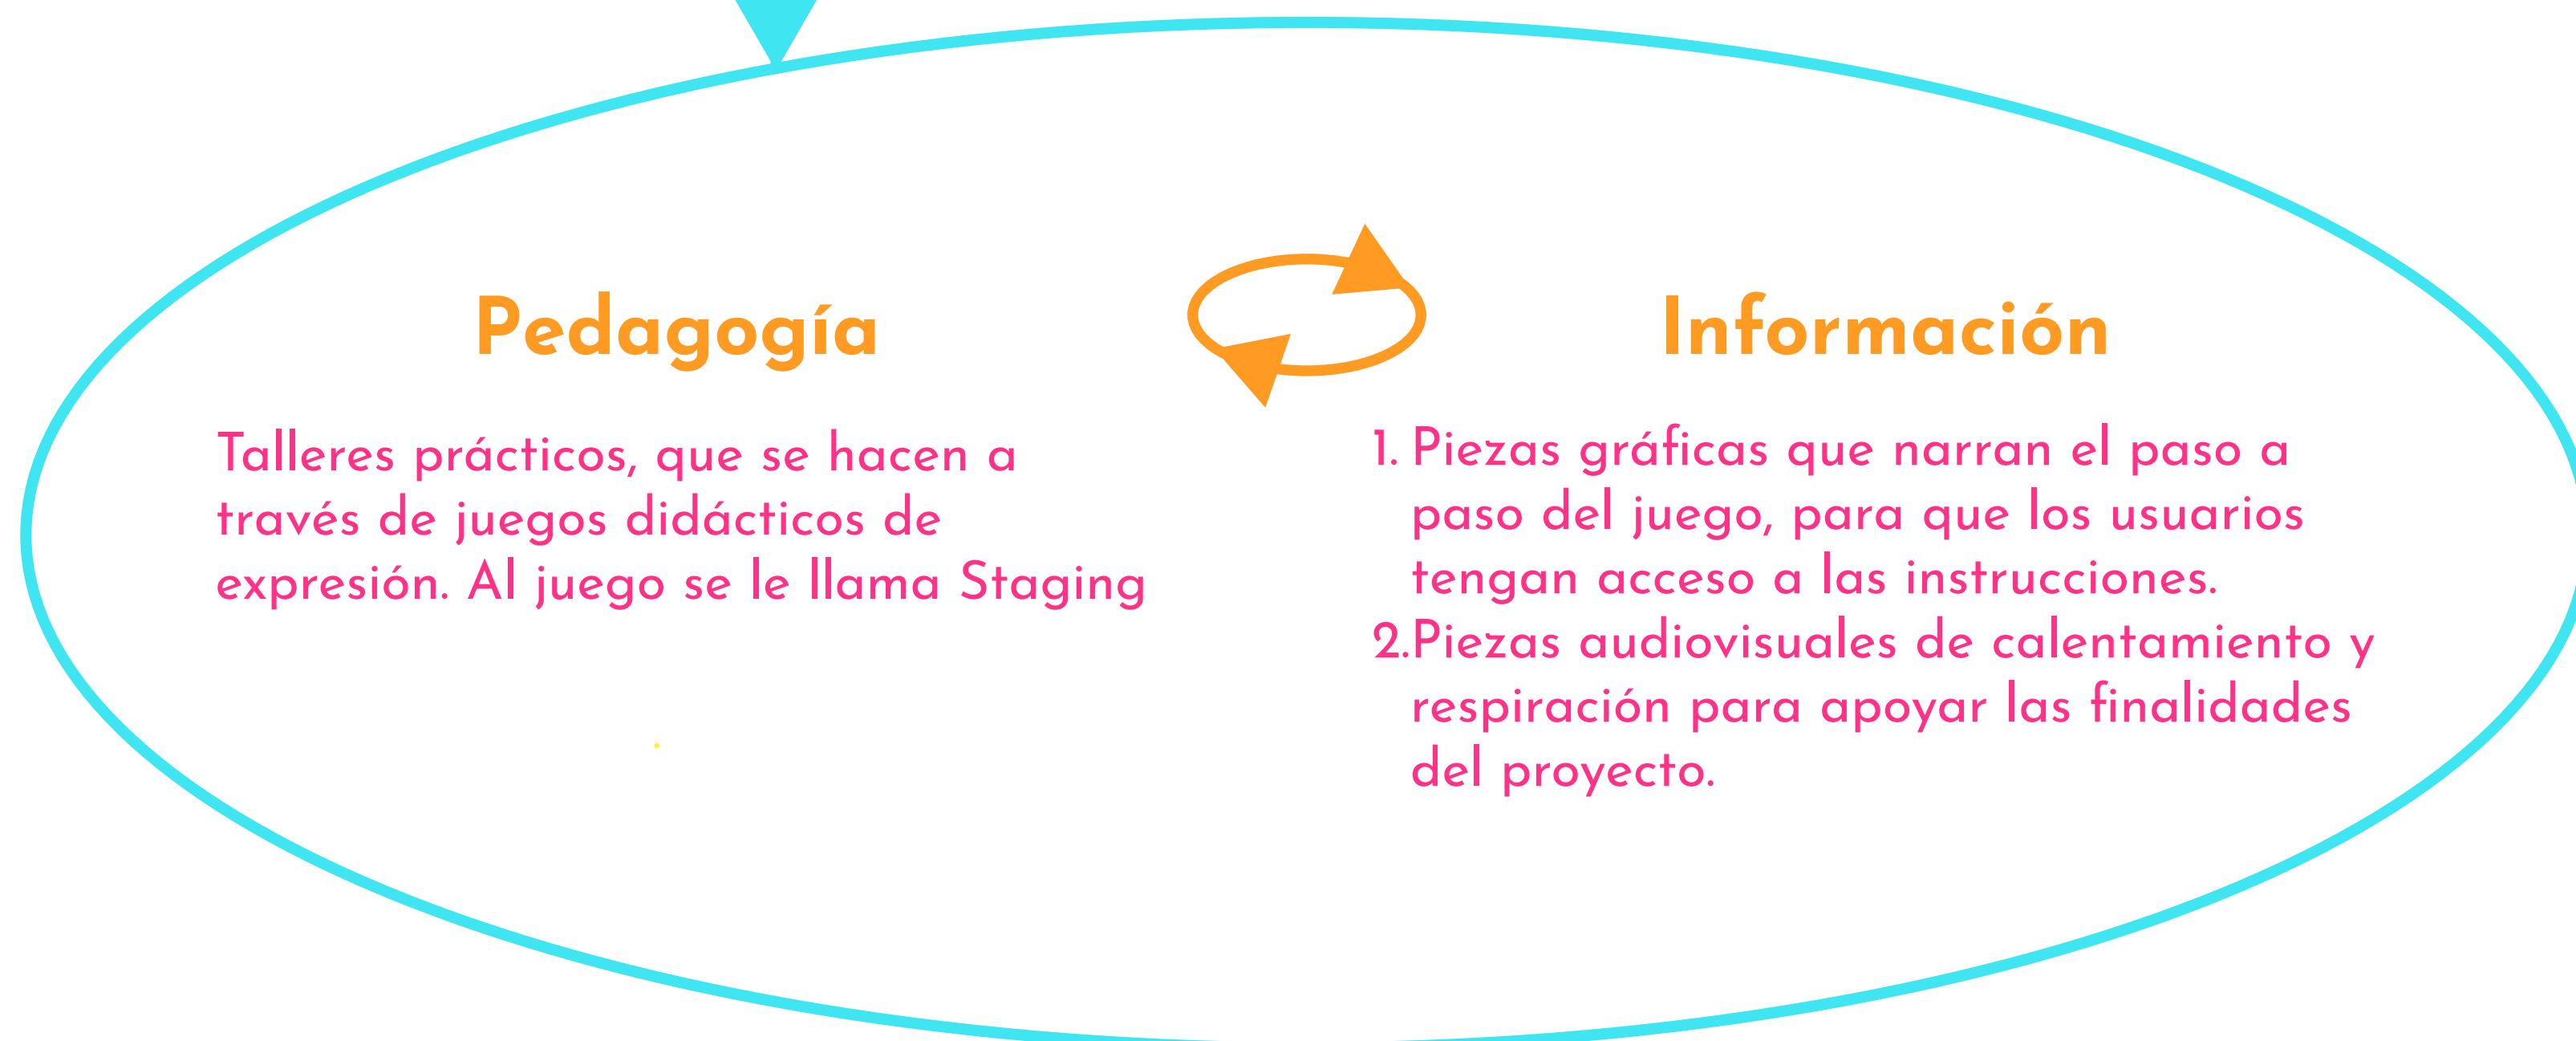 Pedagogía
Talleres prácticos, que se hacen a
través de juegos didácticos de
expresión. Al juego se le llama Staging
Información
1. Piezas gráficas que narran el paso a
paso del juego, para que los usuarios
tengan acceso a las instrucciones.
2.Piezas audiovisuales de calentamiento y
respiración para apoyar las finalidades
del proyecto.